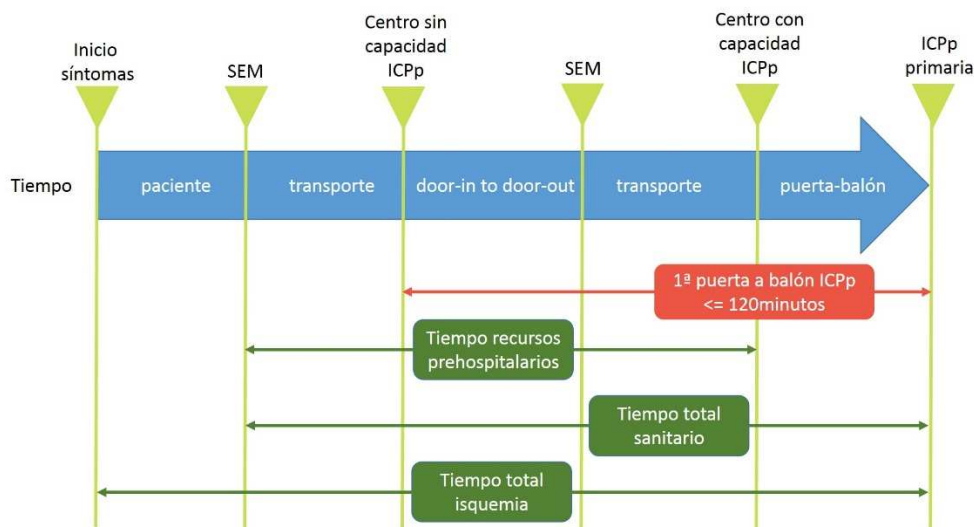 Inicio
síntomas
SEM
Centro sin
capacidad
ICPp
SEM
Centro con
capacidad
ICPp
ICPp
primaria
Tiempo
paciente
transporte
door-in to door-out
transporte
puerta-balón
1ª puerta a balón ICPp
<= 120minutos
Tiempo recursos
prehospitalarios
Tiempo total
sanitario
Tiempo total
isquemia